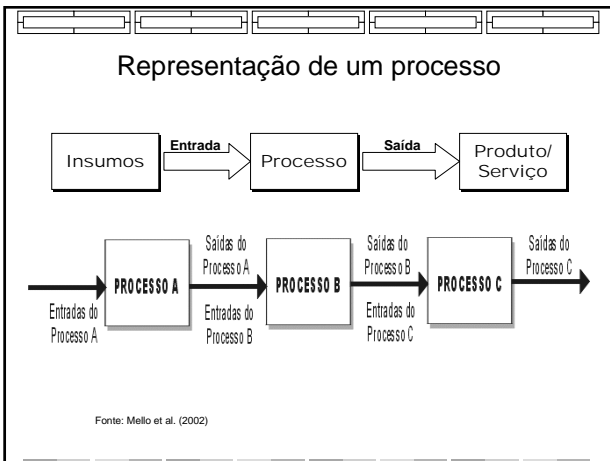 Representação de um processo
Insumos
Entrada
Processo
Saída
Produto/
Serviço
Entradas do
Processo A
PROCESSO A
Saídas do
Processo A
Entradas do
Processo B
PROCESSO B
Saídas do
Processo B
Entradas do
Processo C
PROCESSO C
Saídas do
Processo C
Fonte: Mello et al. (2002)